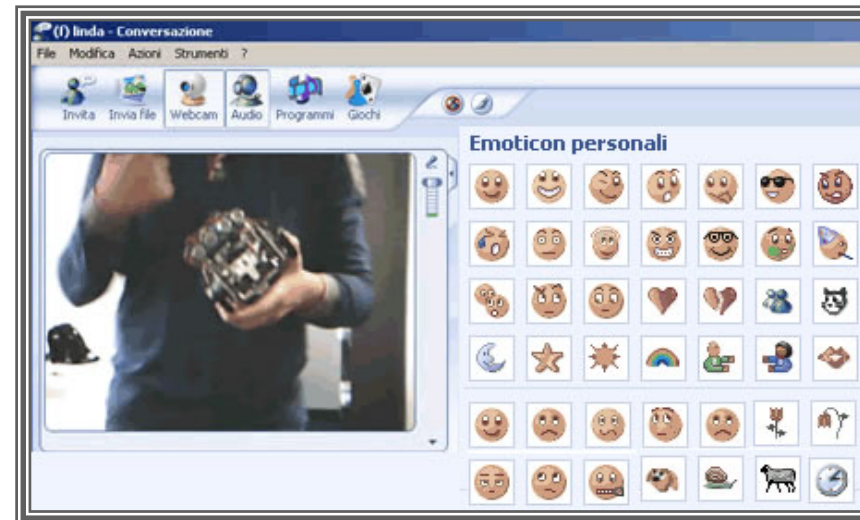 (f) linda - Conversazione
File Modifica Azioni Strumenti ?
Invita Invia file Webcam Audio Programmi Giochi
Emoticon personali